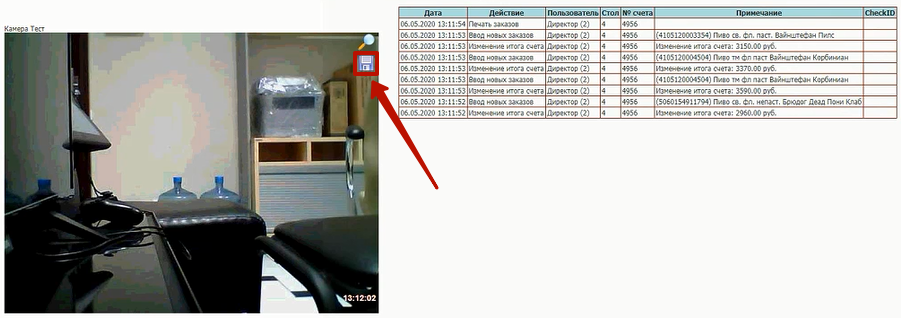 Камера Тест
13:12:02
Дата Действие Пользователь Стол № счета Примечание CheckID
06.05.2020 13:11:54 Печать заказов Директор (2) 4 4956
06.05.2020 13:11:53 Ввод новых заказов Директор (2) 4 4956 (4105120003354) Пиво св. фл. паст. Вайнштефан Пилс
06.05.2020 13:11:53 Изменение итога счета Директор (2) 4 4956 Изменение итога счета: 3150.00 руб.
06.05.2020 13:11:53 Ввод новых заказов Директор (2) 4 4956 (4105120004504) Пиво тм фл паст Вайнштефан Корбиниан
06.05.2020 13:11:53 Изменение итога счета Директор (2) 4 4956 Изменение итога счета: 3370.00 руб.
06.05.2020 13:11:53 Ввод новых заказов Директор (2) 4 4956 (4105120004504) Пиво тм фл паст Вайнштефан Корбиниан
06.05.2020 13:11:53 Изменение итога счета Директор (2) 4 4956 Изменение итога счета: 3590.00 руб.
06.05.2020 13:11:52 Ввод новых заказов Директор (2) 4 4956 (5060154911794) Пиво св. фл. непаст. Брюдог Деад Пони Клаб
06.05.2020 13:11:52 Изменение итога счета Директор (2) 4 4956 Изменение итога счета: 2960.00 руб.